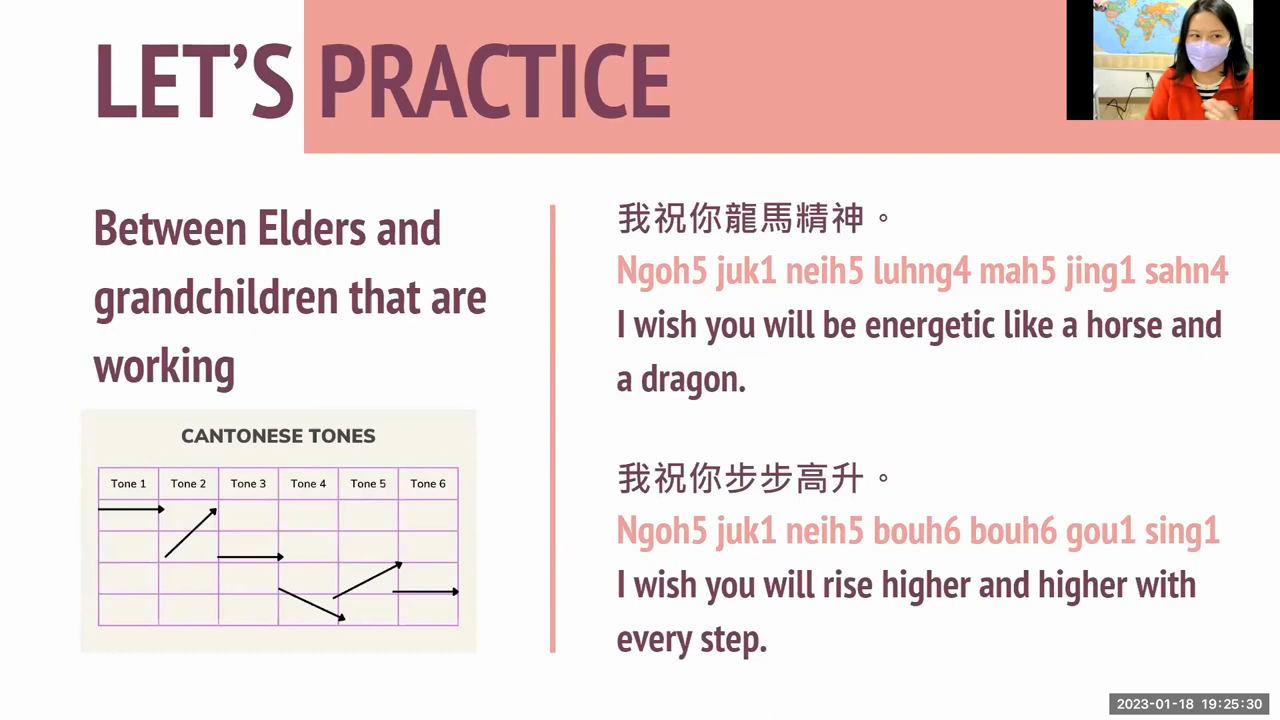 LET'S PRACTICE
Between Elders and
grandchildren that are
working
CANTONESE TONES
Tone 1 Tone 2 Tone 3 Tone 4 Tone 5 Tone 6
我祝你龍馬精神。
Ngoh5 juk1 neih5 luhng4 mah5 jing1 sahn4
I wish you will be energetic like a horse and
a dragon.
我祝你步步高升。
Ngoh5 juk1 neih5 bouh6 bouh6 gou1 sing1
I wish you will rise higher and higher with
every step.
2023-01-18 19:25:30